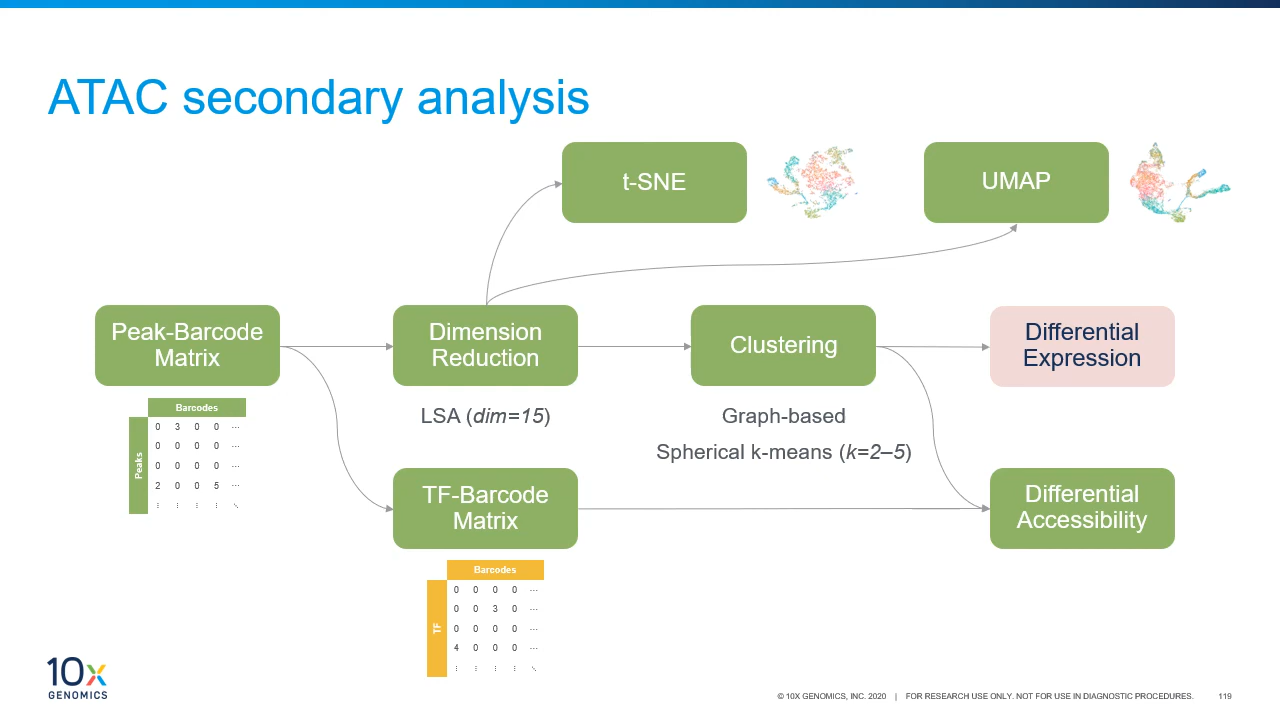 ATAC secondary analysis
t-SNE
UMAP
Peak-Barcode
Matrix
Dimension
Reduction
Clustering
Differential
Expression
LSA (dim=15)
Graph-based
Spherical k-means (k=2–5)
Barcodes
Peaks
0 3 0 0 ⋯
0 0 0 0 ⋯
0 0 0 0 ⋯
2 0 0 5 ⋯
⋮ ⋮ ⋮ ⋮ ⋱
TF-Barcode
Matrix
Differential
Accessibility
Barcodes
TF
0 0 0 0 ⋯
0 0 3 0 ⋯
0 0 0 0 ⋯
4 0 0 0 ⋯
⋮ ⋮ ⋮ ⋮ ⋱
10x
GENOMICS
© 10X GENOMICS, INC. 2020 | FOR RESEARCH USE ONLY. NOT FOR USE IN DIAGNOSTIC PROCEDURES. 119